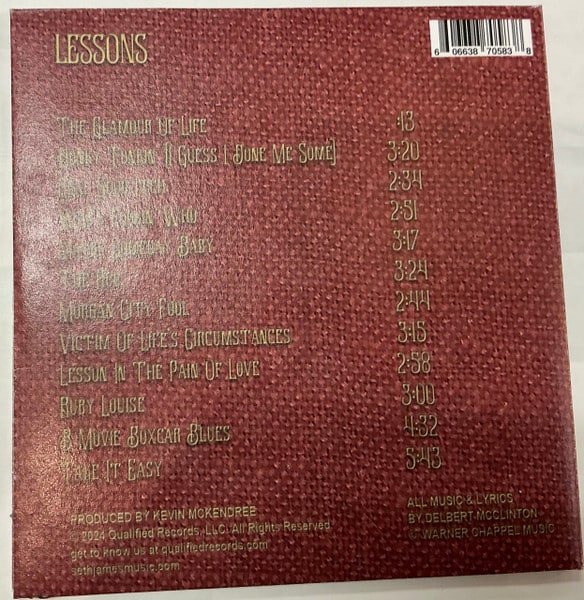 LESSONS
6 06638 70583 8
THE GLAMOUR OF LIFE :13
HONKY TONKIN' (I GUESS I DONE ME SOME) 3:20
2:34
WHO 2:51
BABY 3:17
THE RUB 3:24
MORGAN CITY FOOL 2:44
VICTIM OF LIFE'S CIRCUMSTANCES 3:15
LESSON IN THE PAIN OF LOVE 2:58
RUBY LOUISE 3:00
B MOVIE BOXCAR BLUES 4:32
TAKE IT EASY 5:43
PRODUCED BY KEVIN MCKENDREE
© 2024 Qualified Records, LLC. All Rights Reserved.
get to know us at qualifiedrecords.com
sethjamesmusic.com
ALL MUSIC & LYRICS
BY DELBERT MCCLINTON
© WARNER CHAPPEL MUSIC